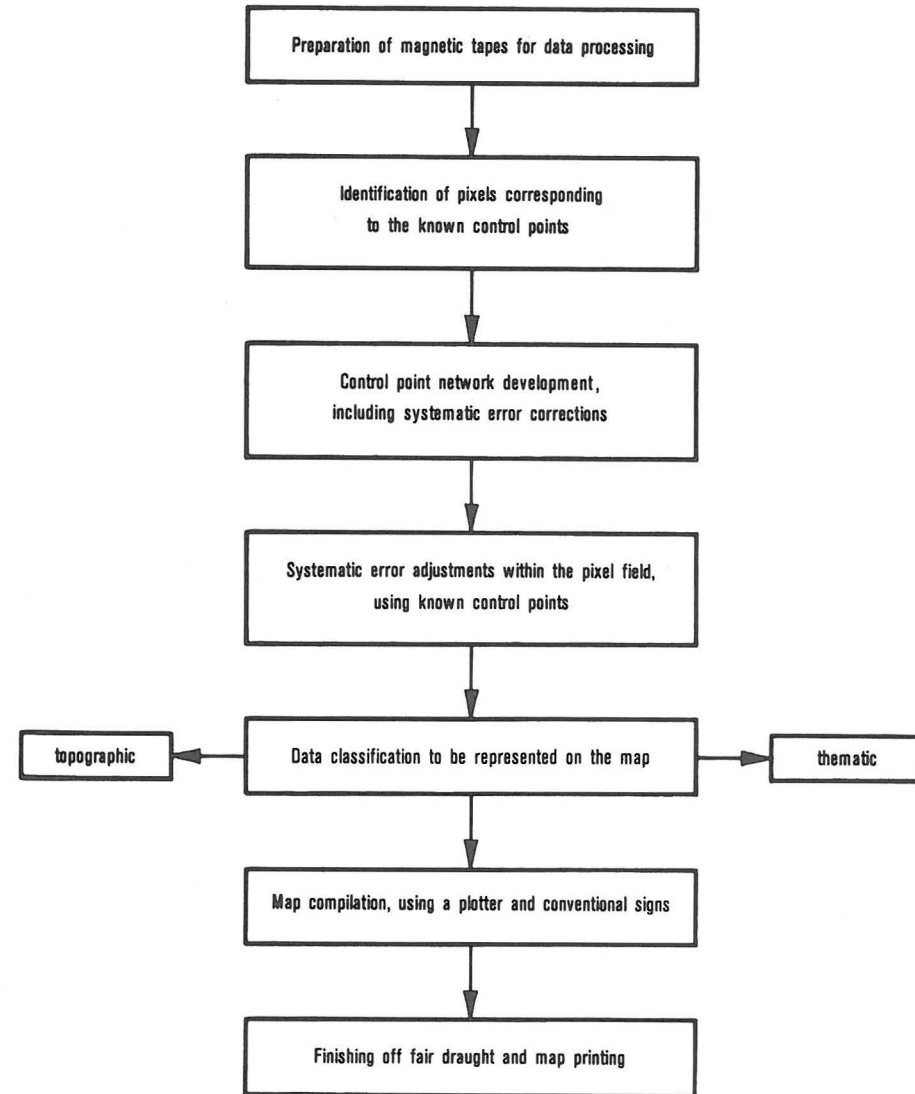 Preparation of magnetic tapes for data processing
Identification of pixels corresponding
to the known control points
Control point network development,
including systematic error corrections
Systematic error adjustments within the pixel field,
using known control points
topographic
Data classification to be represented on the map
thematic
Map compilation, using a plotter and conventional signs
Finishing off fair draught and map printing